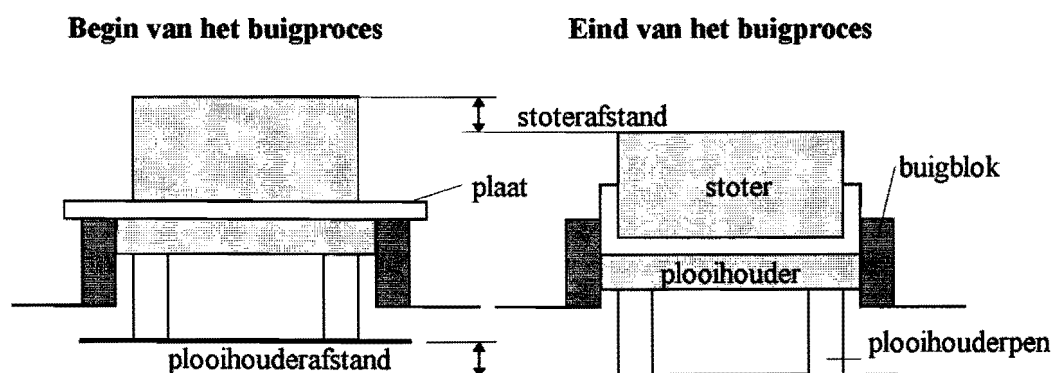 Begin van het buigproces
Eind van het buigproces
stoterafstand
plaat
stoter
buigblok
plooihouder
plooihouderafstand
plooihouderpen